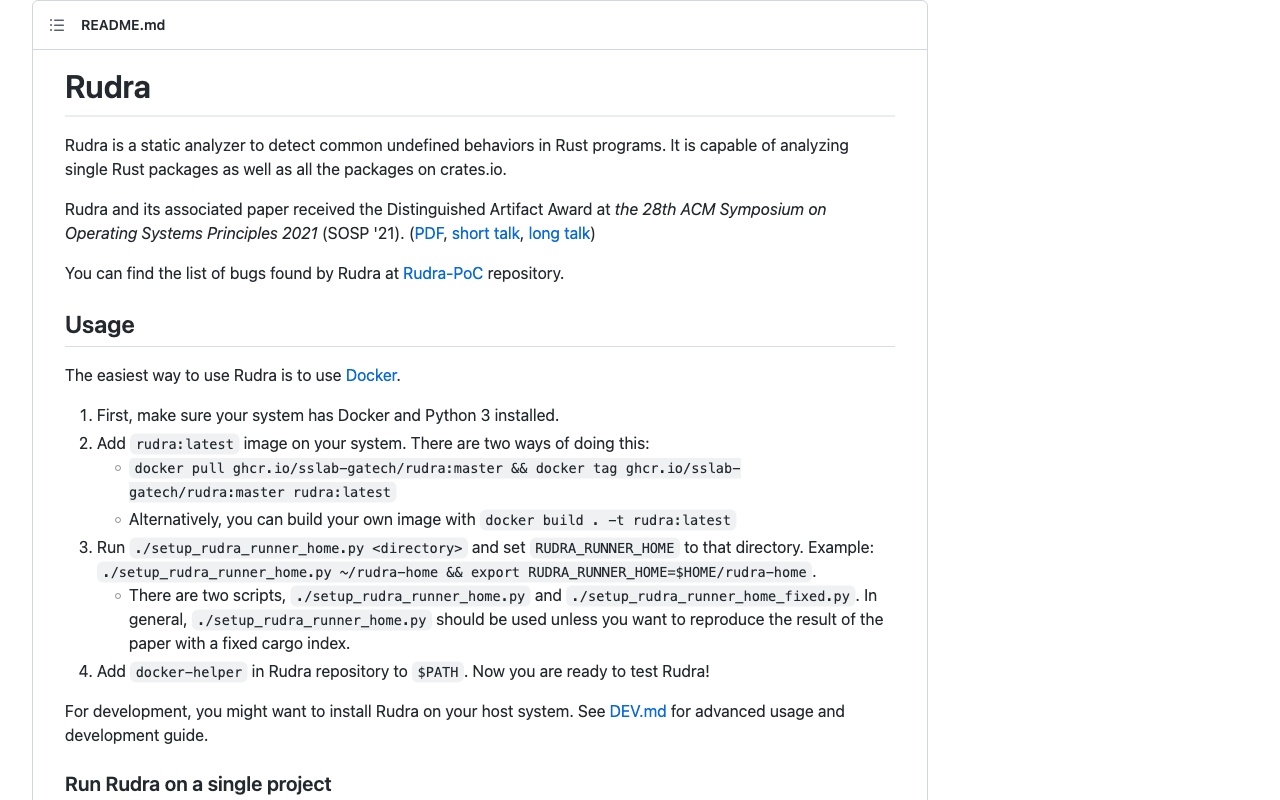 README.md
Rudra
Rudra is a static analyzer to detect common undefined behaviors in Rust programs. It is capable of analyzing
single Rust packages as well as all the packages on crates.io.
Rudra and its associated paper received the Distinguished Artifact Award at the 28th ACM Symposium on
Operating Systems Principles 2021 (SOSP '21). (PDF, short talk, long talk)
You can find the list of bugs found by Rudra at Rudra-PoC repository.
Usage
The easiest way to use Rudra is to use Docker.
1. First, make sure your system has Docker and Python 3 installed.
2. Add rudra:latest image on your system. There are two ways of doing this:
◦ docker pull ghcr.io/sslab-gatech/rudra:master && docker tag ghcr.io/sslab-
gatech/rudra:master rudra:latest
◦ Alternatively, you can build your own image with docker build . -t rudra:latest
3. Run ./setup_rudra_runner_home.py <directory> and set RUDRA_RUNNER_HOME to that directory. Example:
./setup_rudra_runner_home.py ~/rudra-home && export RUDRA_RUNNER_HOME=$HOME/rudra-home.
◦ There are two scripts, ./setup_rudra_runner_home.py and ./setup_rudra_runner_home_fixed.py. In
general, ./setup_rudra_runner_home.py should be used unless you want to reproduce the result of the
paper with a fixed cargo index.
4. Add docker-helper in Rudra repository to $PATH. Now you are ready to test Rudra!
For development, you might want to install Rudra on your host system. See DEV.md for advanced usage and
development guide.
Run Rudra on a single project